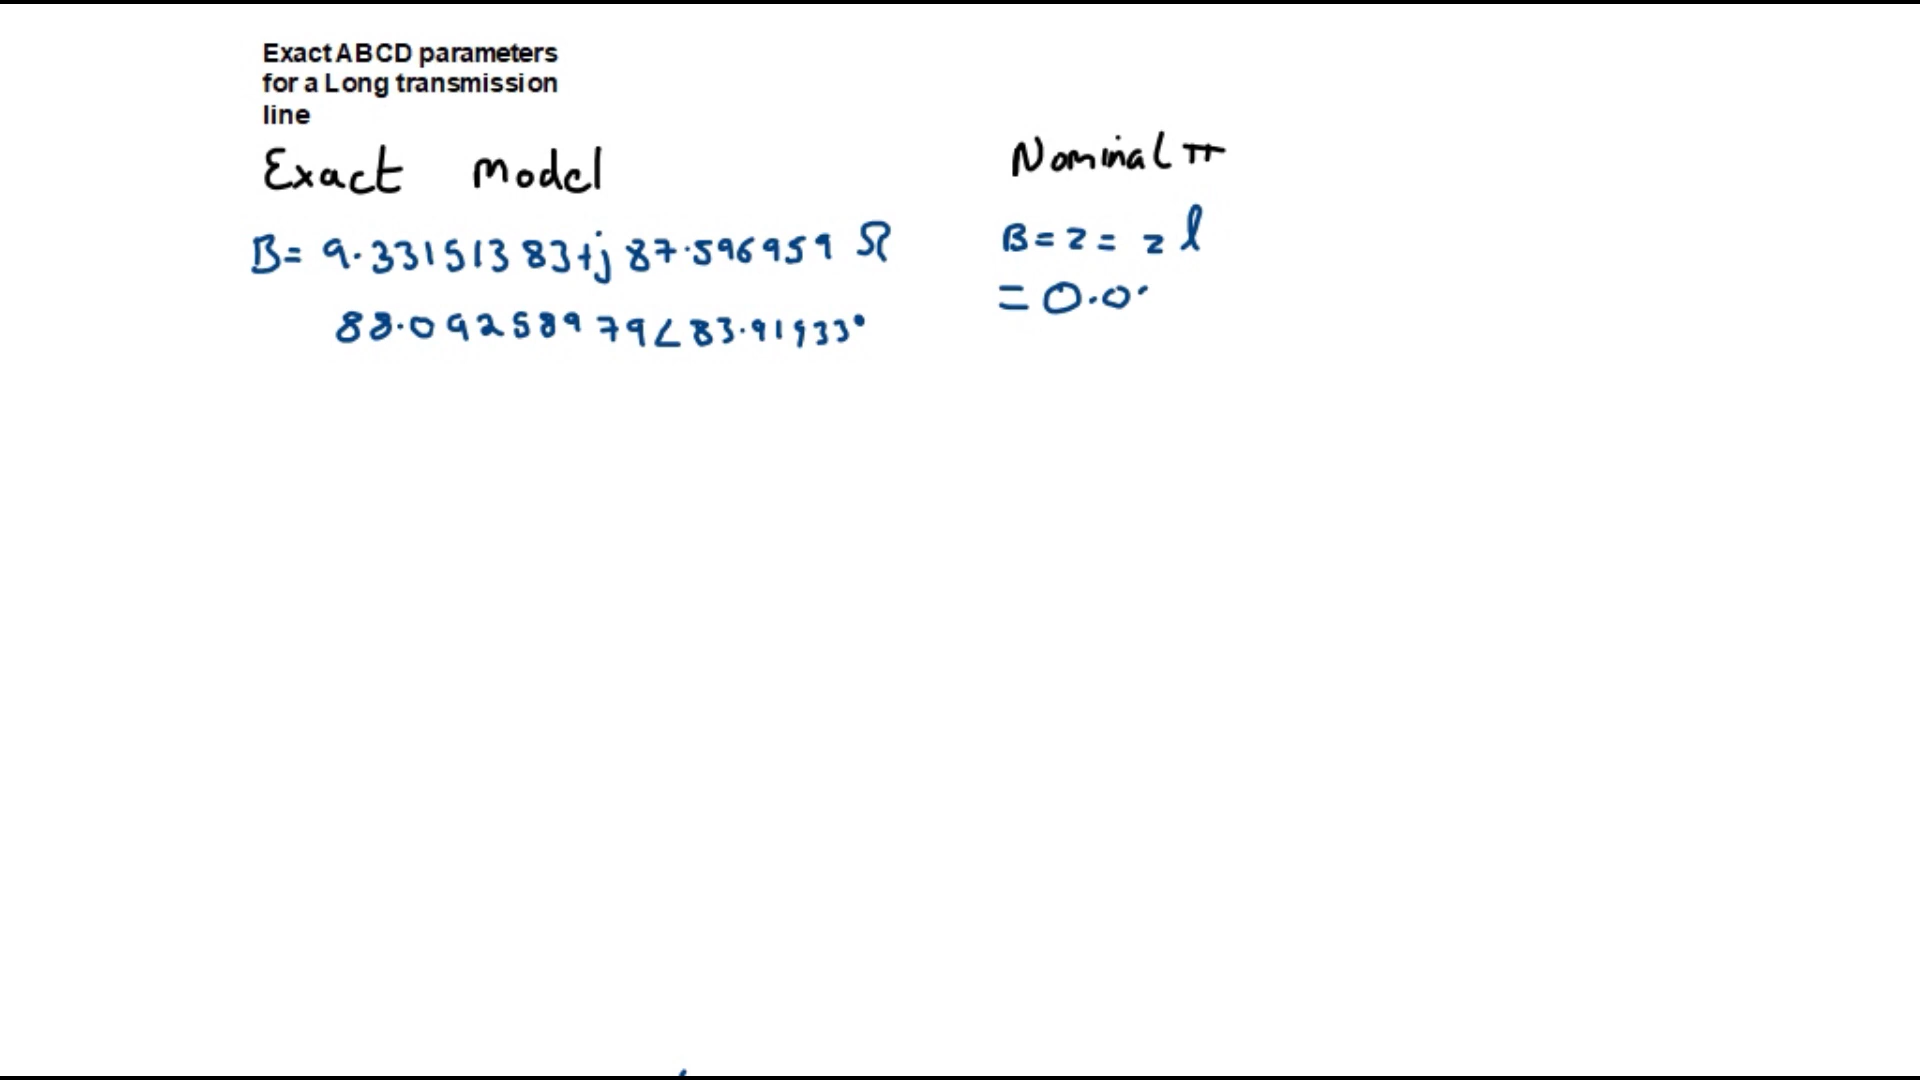 Exact ABCD parameters
for a Long transmission
line
Exact Model
B = 9.33151383+j 87.596959 Ω
88.09258979∠83.91933°
Nominal π
B = z = z l
= 0.0